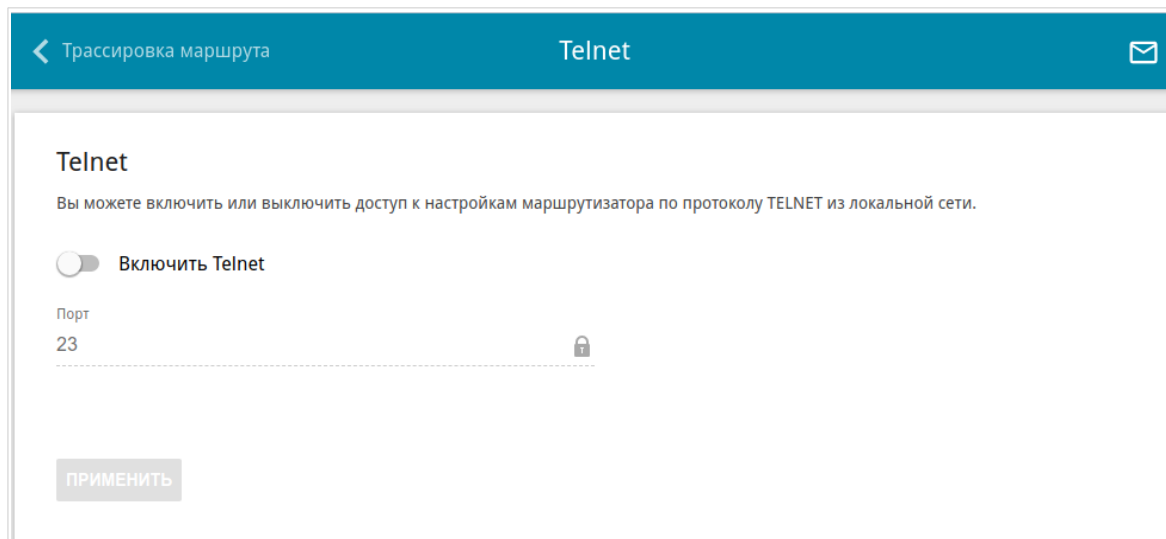 Трассировка маршрута
Telnet
Telnet
Вы можете включить или выключить доступ к настройкам маршрутизатора по протоколу TELNET из локальной сети.
Включить Telnet
Порт
23
ПРИМЕНИТЬ